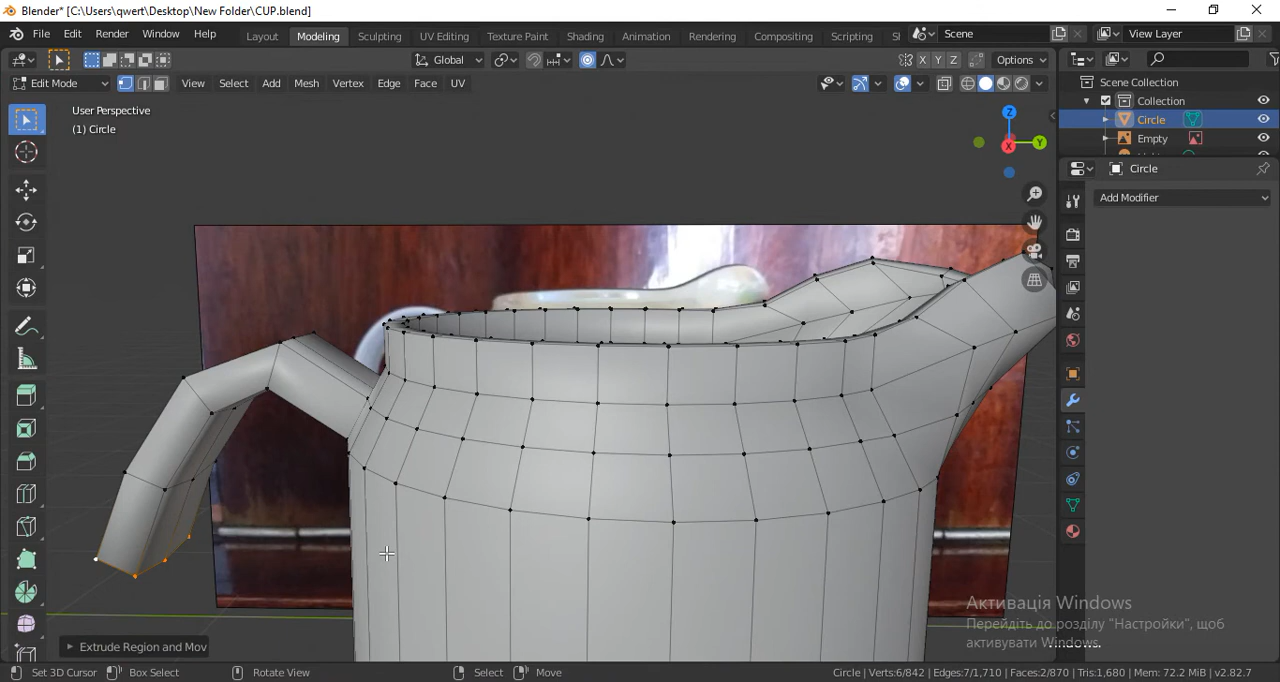 Blender* [C:\Users\qwert\Desktop\New Folder\CUP.blend]
File Edit Render Window Help Layout Modeling Sculpting UV Editing Texture Paint Shading Animation Rendering Compositing Scripting Scene View Layer
Global X Y Z Options
Edit Mode View Select Add Mesh Vertex Edge Face UV
Scene Collection
Collection
Circle
Empty
User Perspective
(1) Circle
Z
Y
X
Circle
Add Modifier
Активація Windows
Перейдіть до розділу "Настройки", щоб
активувати Windows.
Extrude Region and Mov
Set 3D Cursor Box Select Rotate View Select Move Circle | Verts:6/842 | Edges:7/1,710 | Faces:2/870 | Tris:1,680 | Mem: 72.2 MiB | v2.82.7